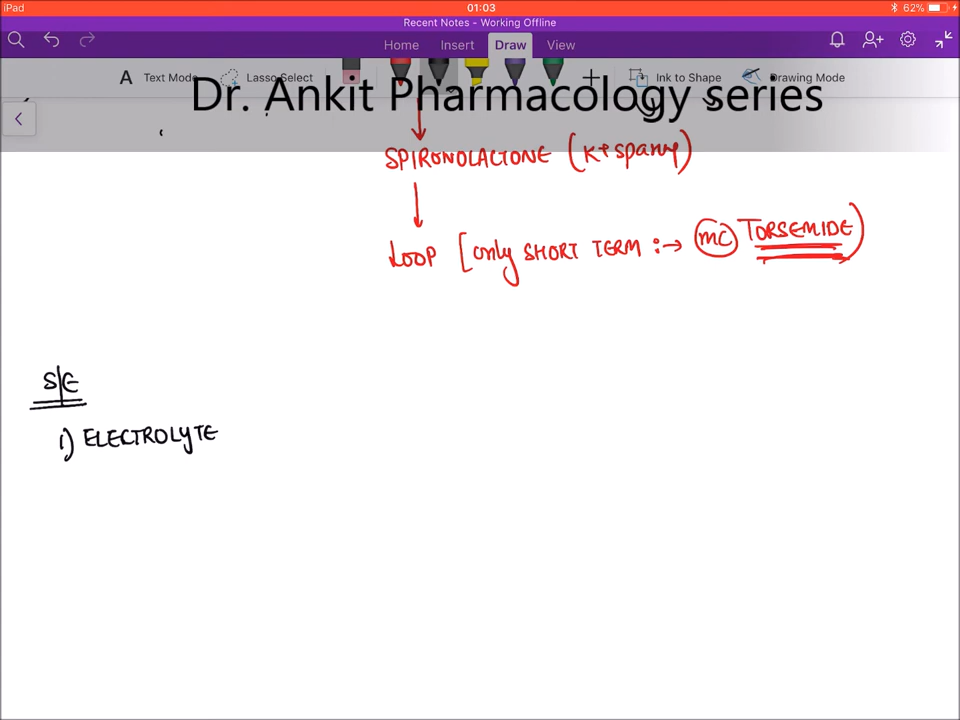 iPad 01:03 62%
Recent Notes - Working Offline
Home Insert Draw View
A Text Mode Lasso Select Ink to Shape Drawing Mode
Dr. Ankit Pharmacology series
SPIRONOLACTONE (K+ sparing)
LOOP [only SHORT TERM :→ mc TORSEMIDE)
S/E
1) ELECTROLYTE